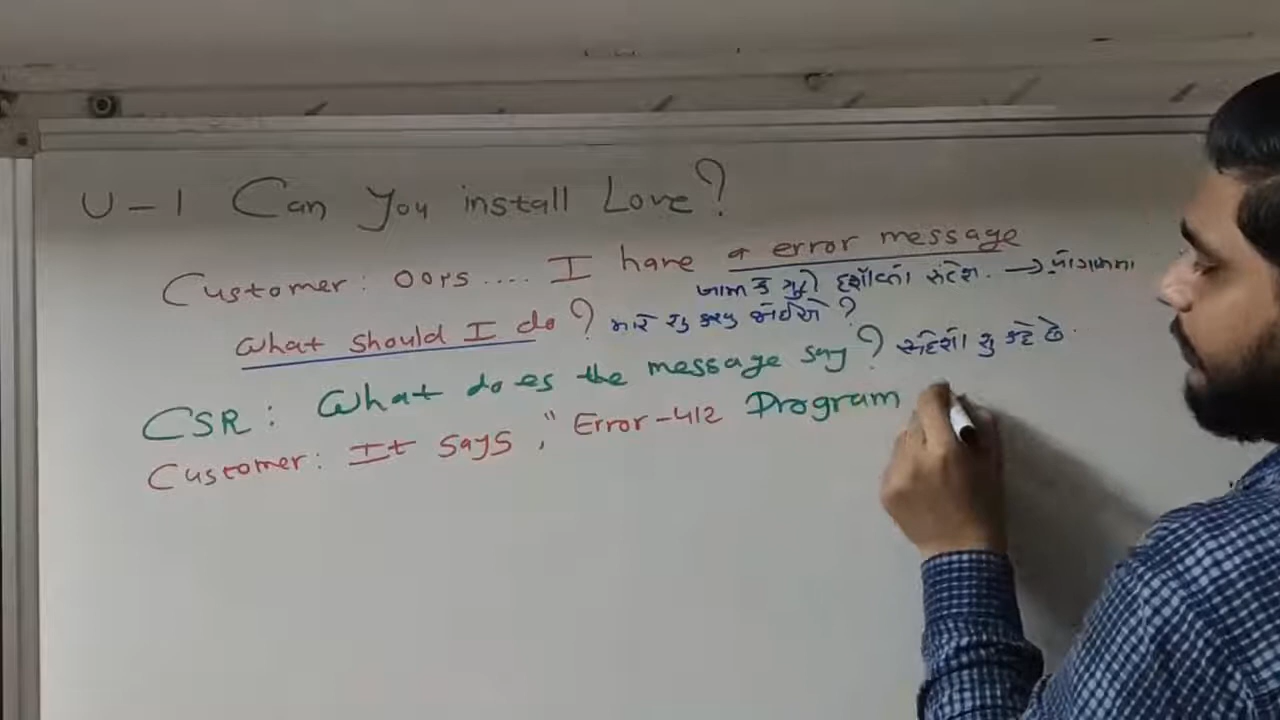 U - 1 Can You install Love?
Customer: OOPS .... I have a error message
સંદેશ. →
What should I do? મારે શુ કરવુ જોઈએ?
CSR: What does the message say? સંદેશો શુ કહે છે.
Customer: It says, " Error-412 Program